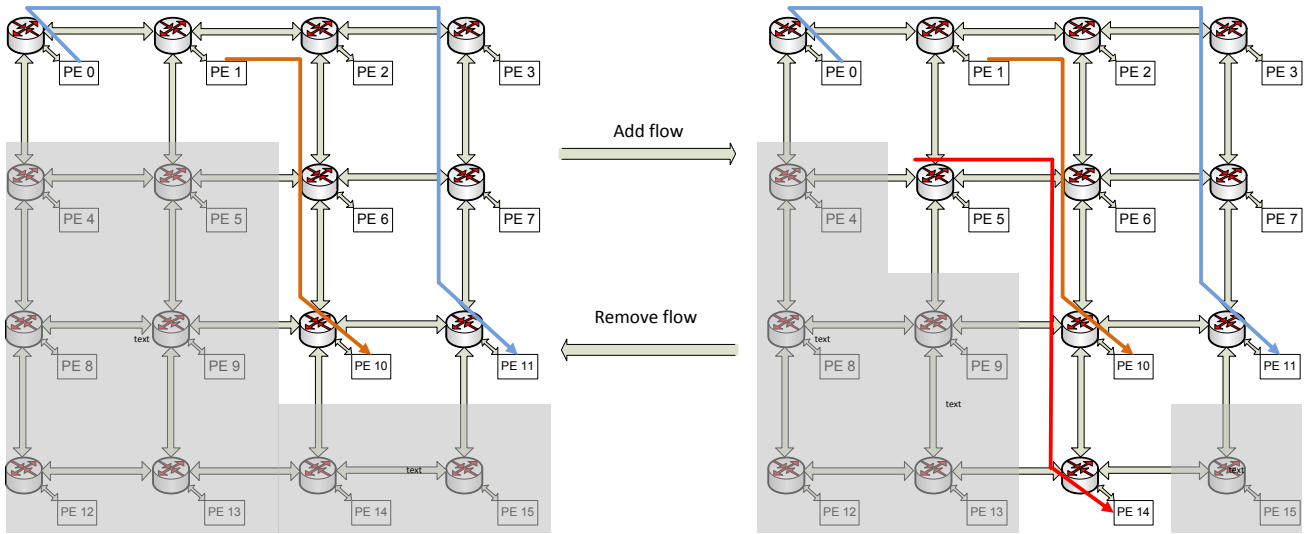 PE 0
PE 1
PE 2
PE 3
PE 4
PE 5
PE 6
PE 7
text
PE 8
PE 9
PE 10
PE 11
text
PE 12
PE 13
PE 14
PE 15
Add flow
Remove flow
PE 0
PE 1
PE 2
PE 3
PE 4
PE 5
PE 6
PE 7
text
PE 8
PE 9
PE 10
PE 11
text
text
PE 12
PE 13
PE 14
PE 15